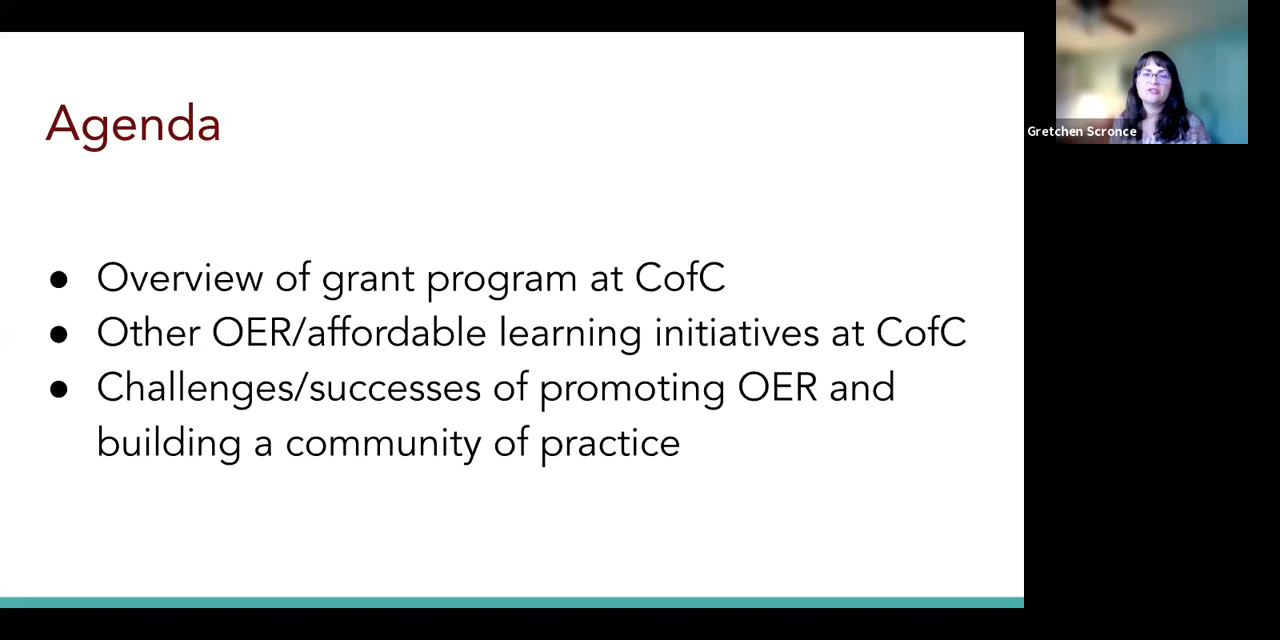 Agenda
● Overview of grant program at CofC
● Other OER/affordable learning initiatives at CofC
● Challenges/successes of promoting OER and
building a community of practice
Gretchen Scronce